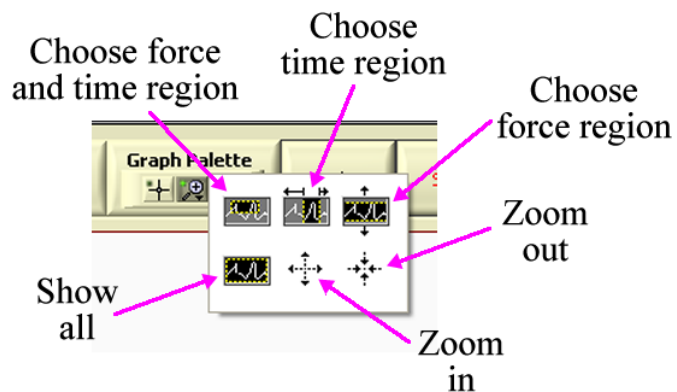 Choose force
and time region
Choose
time region
Choose
force region
Graph Palette
Zoom
out
Show
all
Zoom
in